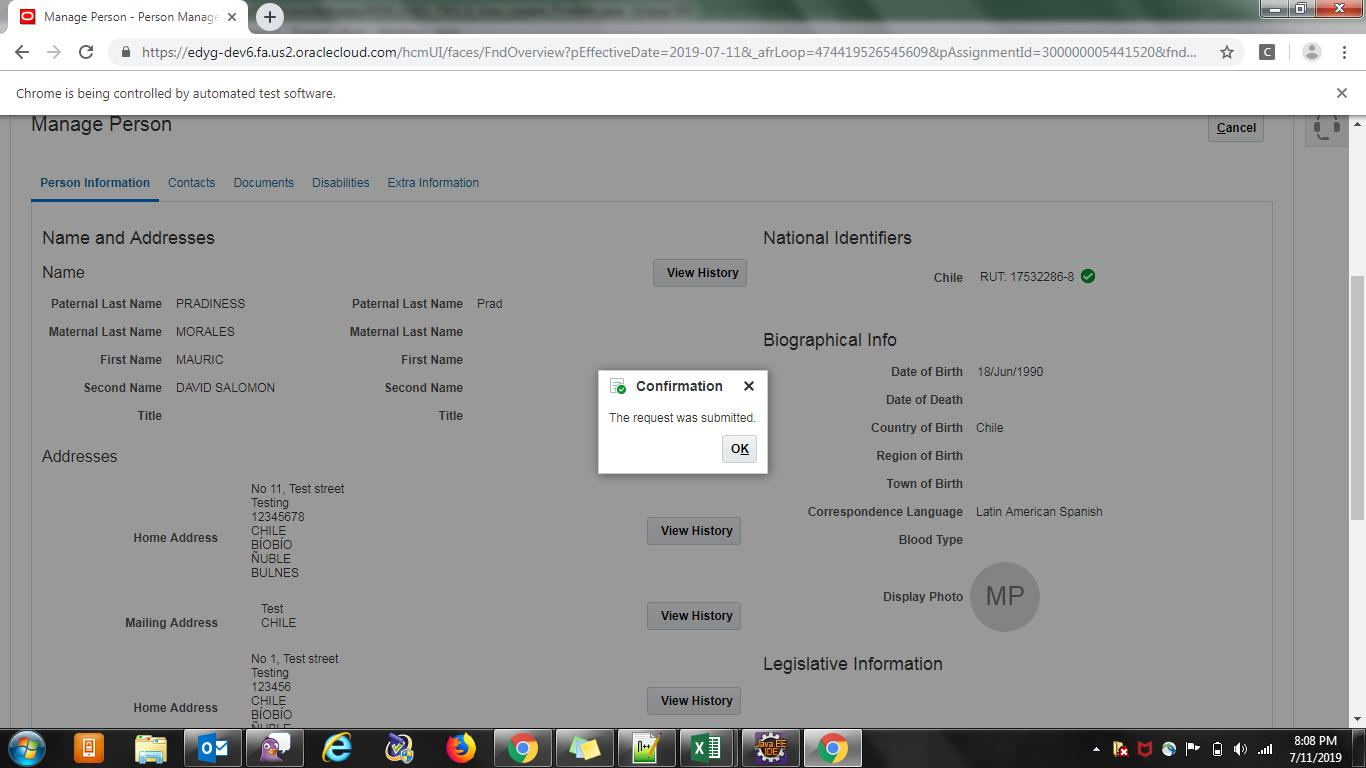 Manage Person - Person Manage
https://edyg-dev6.fa.us2.oraclecloud.com/hcmUI/faces/FndOverview?pEffectiveDate=2019-07-11&_afrLoop=474419526545609&pAssignmentId=300000005441520&fnd...
C
Chrome is being controlled by automated test software.
Manage Person
Cancel
Person Information Contacts Documents Disabilities Extra Information
Name and Addresses
Name
View History
Paternal Last Name PRADINESS Paternal Last Name Prad
Maternal Last Name MORALES Maternal Last Name
First Name MAURIC First Name
Second Name DAVID SALOMON Second Name
Title Title
Addresses
Home Address
No 11, Test street
Testing
12345678
CHILE
BÍOBÍO
ÑUBLE
BULNES
View History
Mailing Address
Test
CHILE
View History
Home Address
No 1, Test street
Testing
123456
CHILE
BÍOBÍO
ÑUBLE
View History
National Identifiers
Chile RUT: 17532286-8
Biographical Info
Date of Birth 18/Jun/1990
Date of Death
Country of Birth Chile
Region of Birth
Town of Birth
Correspondence Language Latin American Spanish
Blood Type
Display Photo MP
Legislative Information
Confirmation
The request was submitted.
OK
Java EE
IDE
8:08 PM
7/11/2019